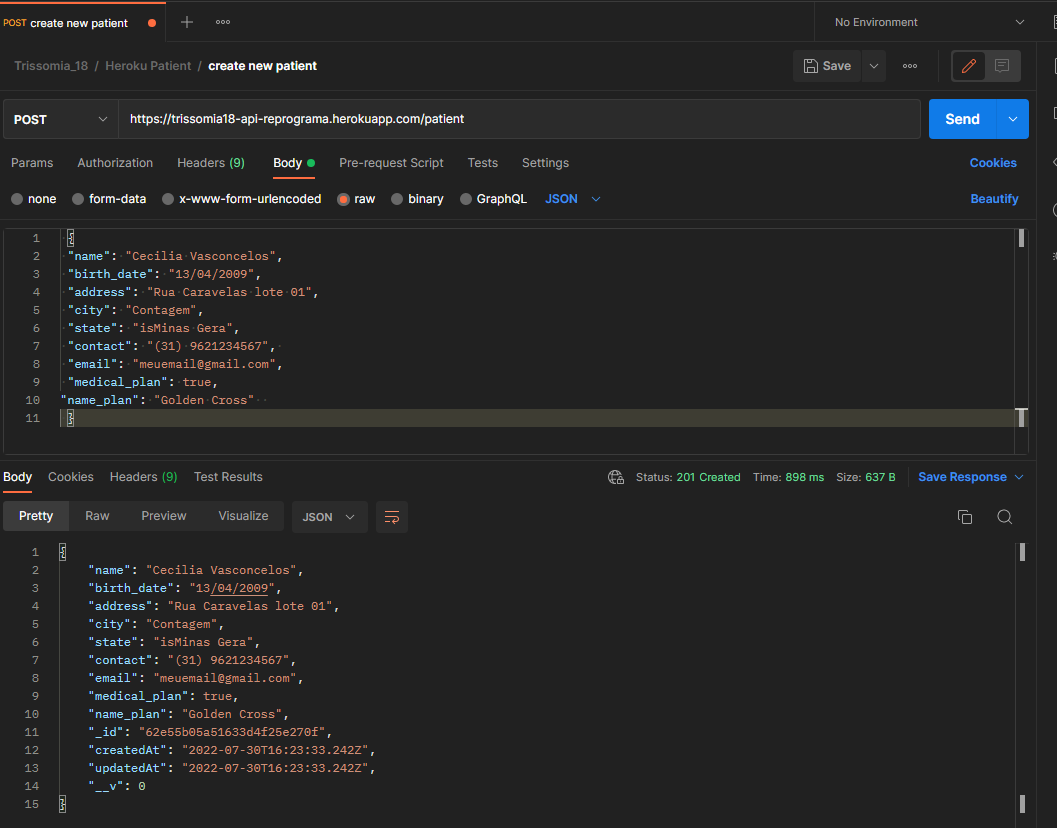 POST create new patient
No Environment
Trissomia_18 / Heroku Patient / create new patient
Save
POST https://trissomia18-api-reprograma.herokuapp.com/patient Send
Params Authorization Headers (9) Body Pre-request Script Tests Settings Cookies
none form-data x-www-form-urlencoded raw binary GraphQL JSON Beautify
1 {
2 "name": "Cecilia Vasconcelos",
3 "birth_date": "13/04/2009",
4 "address": "Rua Caravelas lote 01",
5 "city": "Contagem",
6 "state": "isMinas Gera",
7 "contact": "(31) 9621234567",
8 "email": "meuemail@gmail.com",
9 "medical_plan": true,
10 "name_plan": "Golden Cross"
11 }
Body Cookies Headers (9) Test Results Status: 201 Created Time: 898 ms Size: 637 B Save Response
Pretty Raw Preview Visualize JSON
1 {
2 "name": "Cecilia Vasconcelos",
3 "birth_date": "13/04/2009",
4 "address": "Rua Caravelas lote 01",
5 "city": "Contagem",
6 "state": "isMinas Gera",
7 "contact": "(31) 9621234567",
8 "email": "meuemail@gmail.com",
9 "medical_plan": true,
10 "name_plan": "Golden Cross",
11 "_id": "62e55b05a51633d4f25e270f",
12 "createdAt": "2022-07-30T16:23:33.242Z",
13 "updatedAt": "2022-07-30T16:23:33.242Z",
14 "__v": 0
15 }